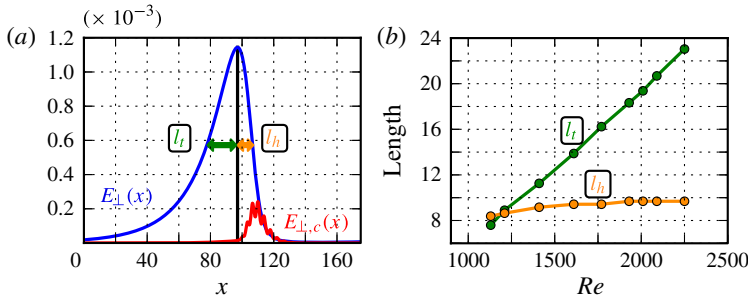 (a)
(× 10⁻³)
1.2
1.0
0.8
0.6
0.4
0.2
0
40
80
120
160
x
l_t
l_h
E_⊥(x)
E_⊥,c(x)
(b)
24
20
16
12
8
1000
1500
2000
2500
Re
Length
l_t
l_h